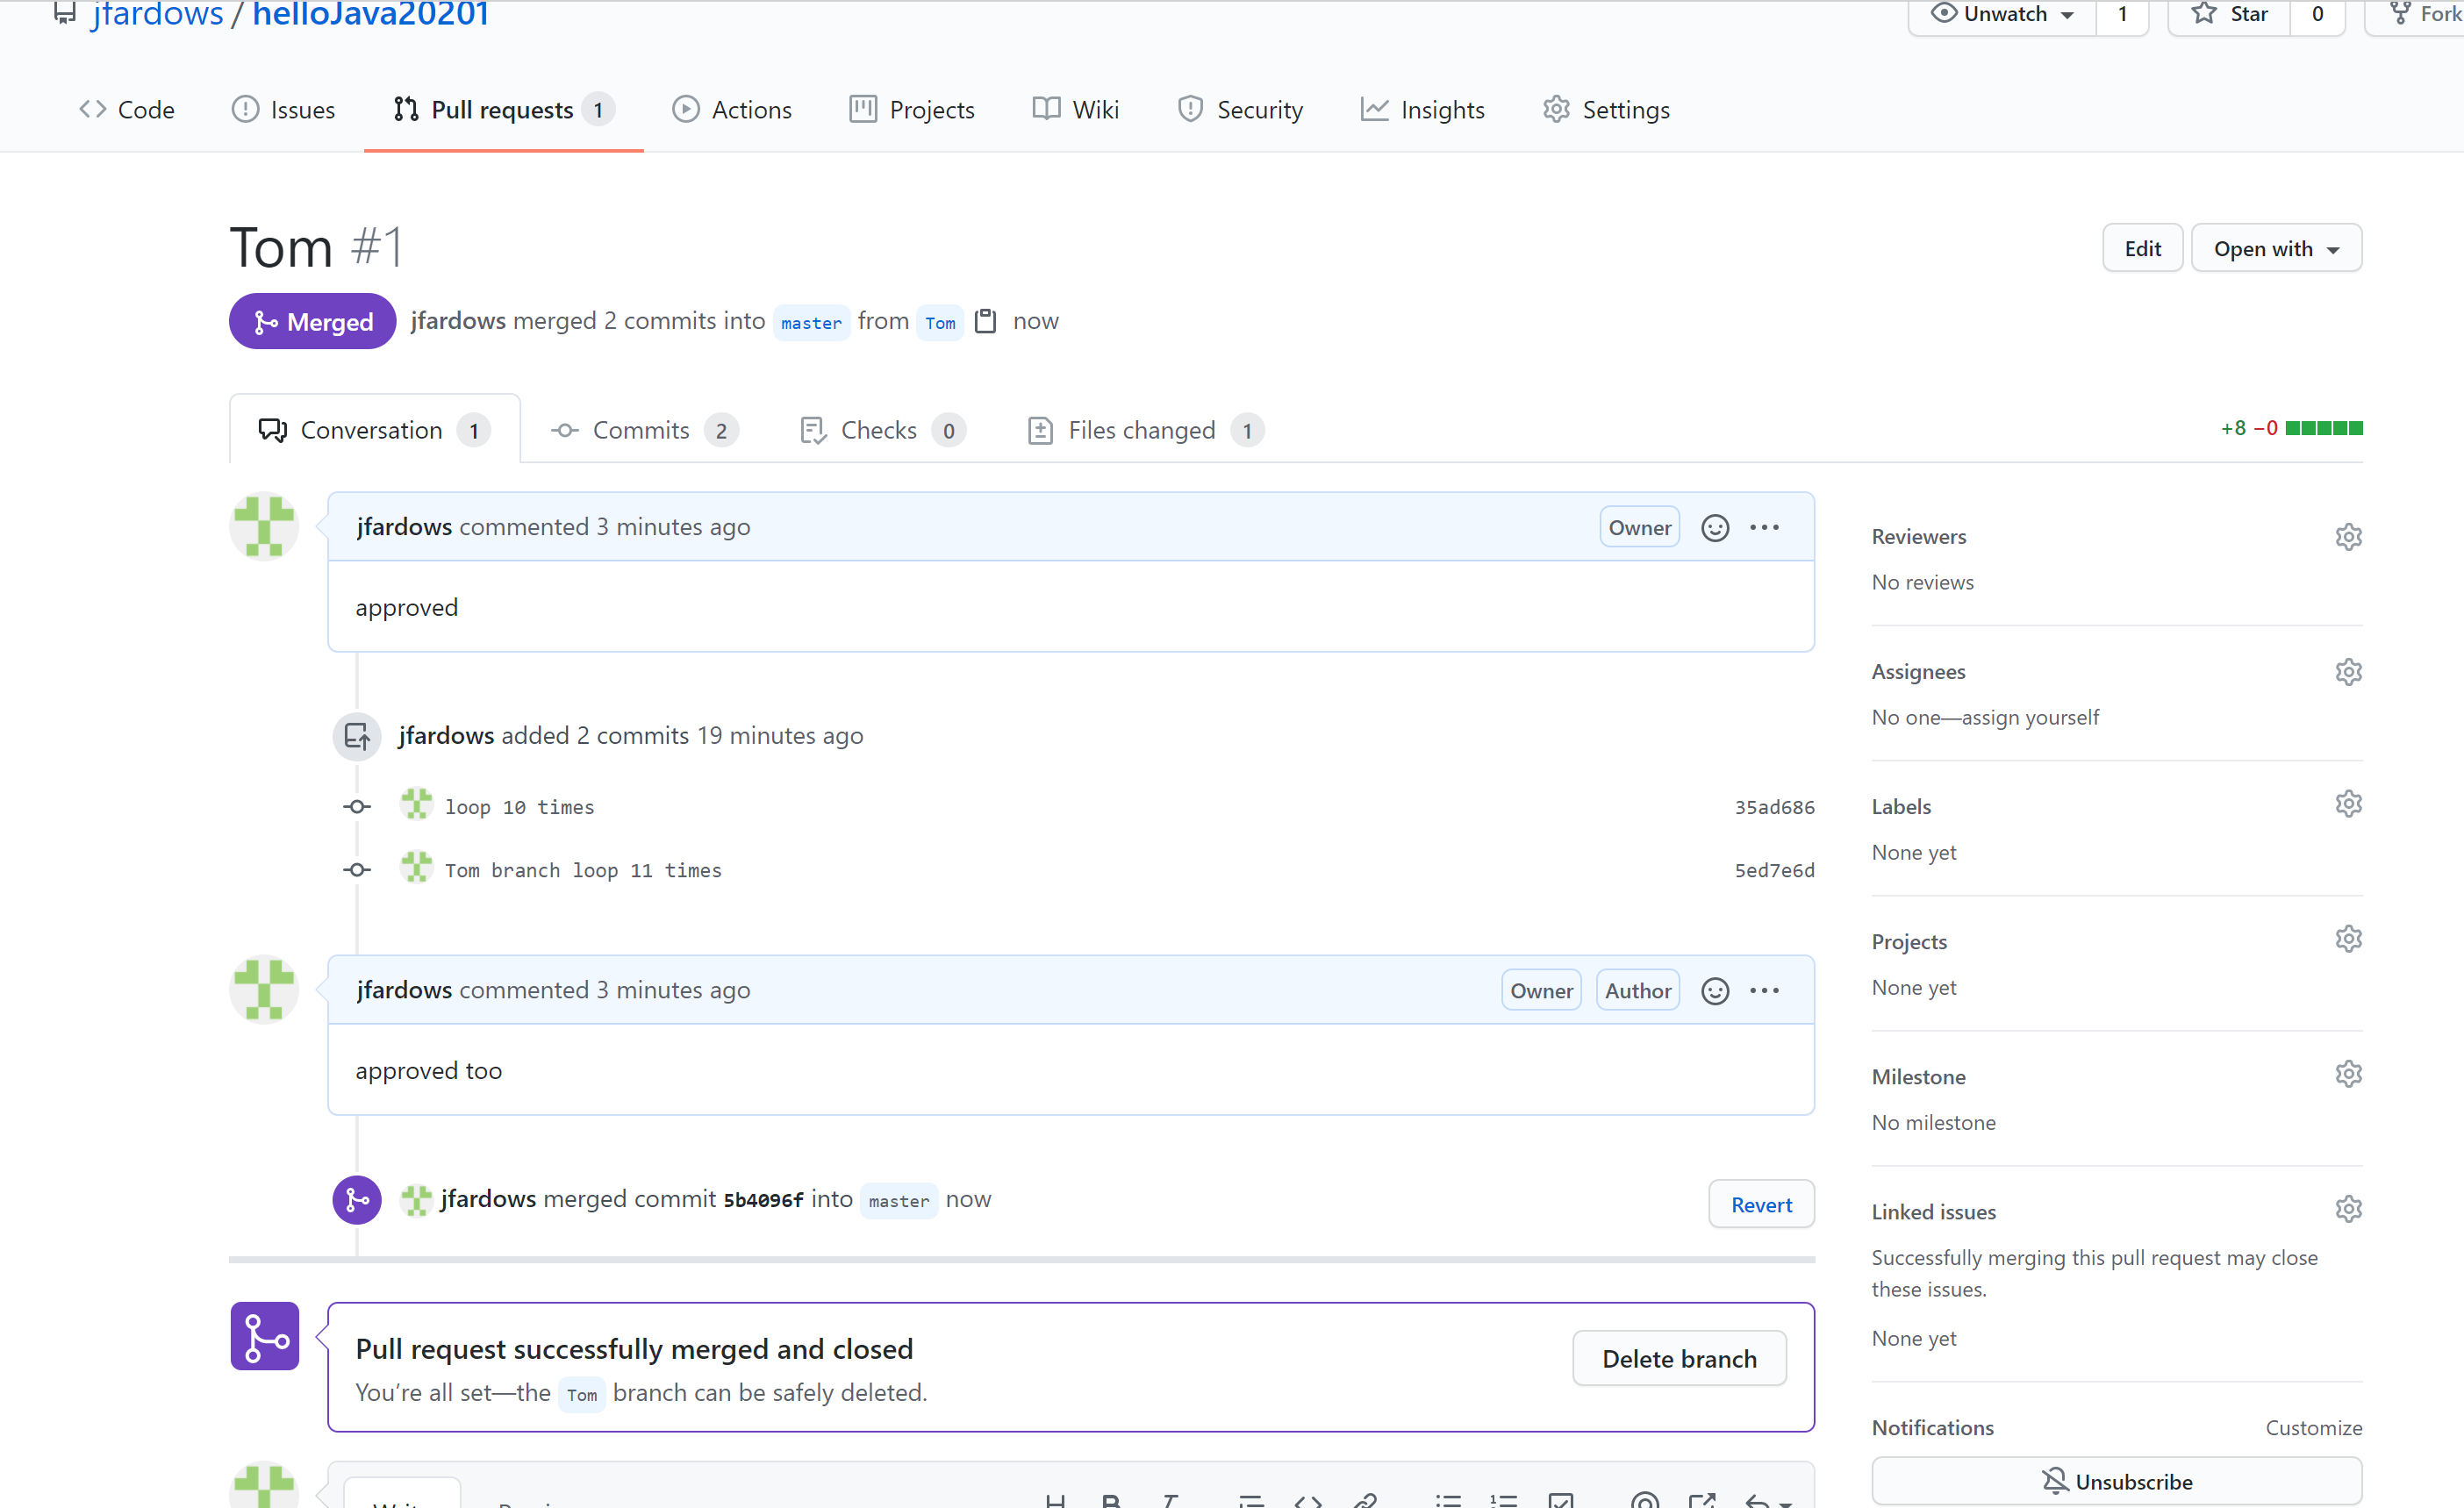 jfardows / helloJava20201
Unwatch 1 Star 0 Fork
Code Issues Pull requests 1 Actions Projects Wiki Security Insights Settings
Tom #1
Edit Open with
Merged jfardows merged 2 commits into master from Tom now
Conversation 1 Commits 2 Checks 0 Files changed 1
+8 −0
jfardows commented 3 minutes ago Owner
approved
jfardows added 2 commits 19 minutes ago
loop 10 times 35ad686
Tom branch loop 11 times 5ed7e6d
jfardows commented 3 minutes ago Owner Author
approved too
jfardows merged commit 5b4096f into master now Revert
Pull request successfully merged and closed
You’re all set—the Tom branch can be safely deleted.
Delete branch
Reviewers
No reviews
Assignees
No one—assign yourself
Labels
None yet
Projects
None yet
Milestone
No milestone
Linked issues
Successfully merging this pull request may close
these issues.
None yet
Notifications Customize
Unsubscribe